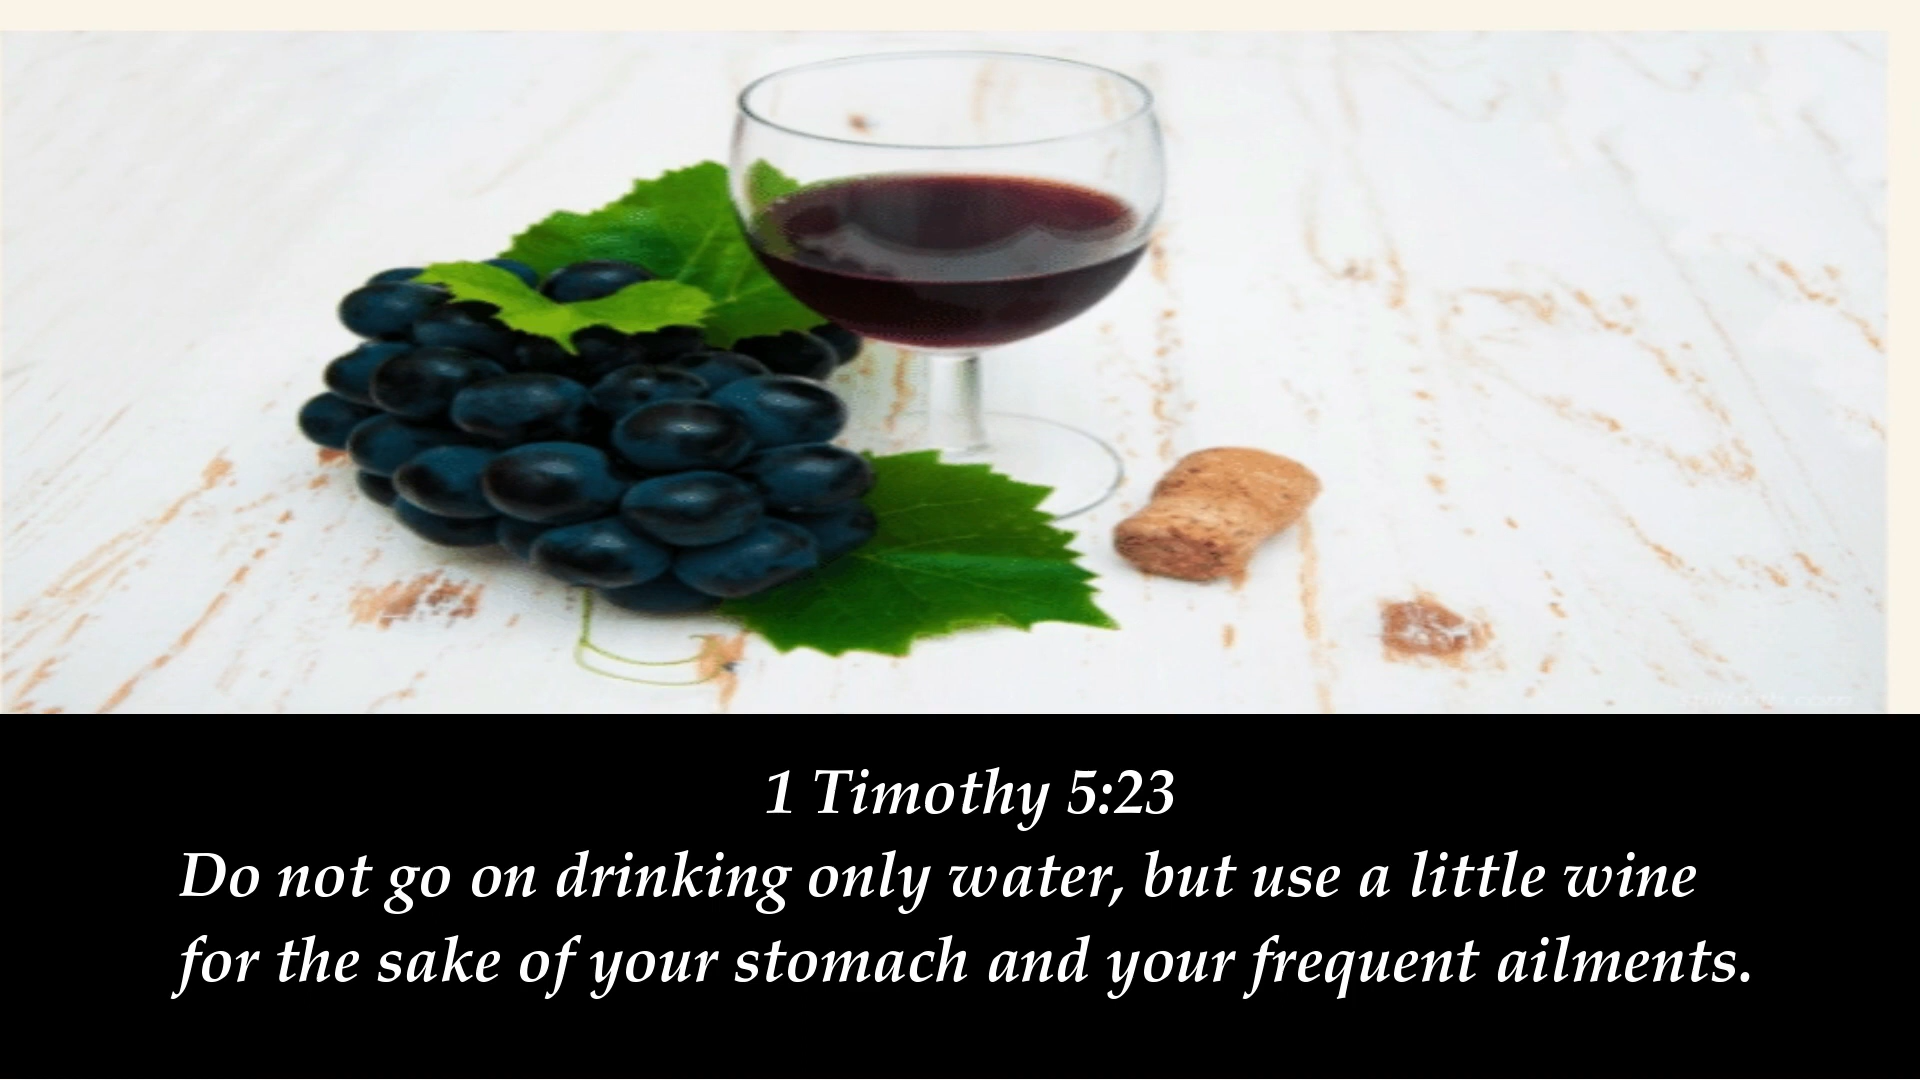 1 Timothy 5:23
Do not go on drinking only water, but use a little wine
for the sake of your stomach and your frequent ailments.